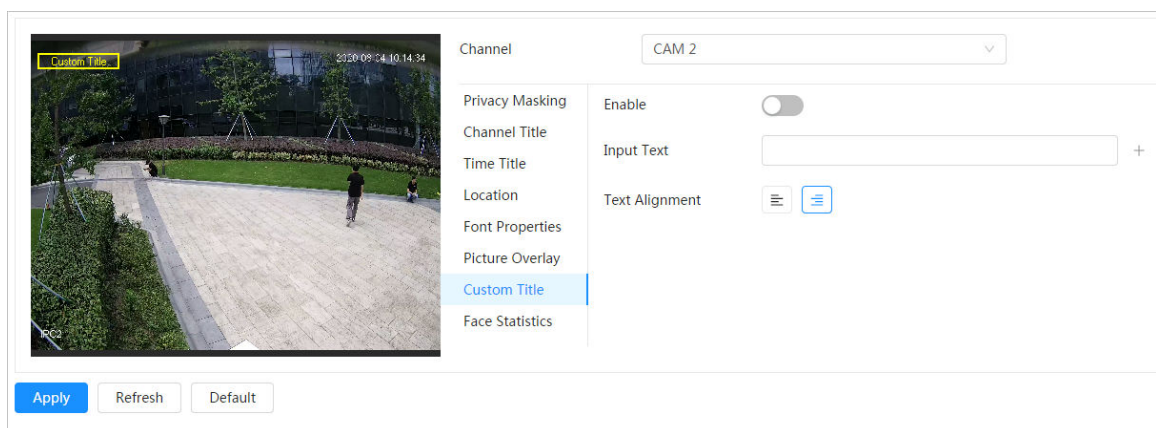 Custom Title
2020-09-04 10:14:34
IPC2
Channel
CAM 2
Privacy Masking
Channel Title
Time Title
Location
Font Properties
Picture Overlay
Custom Title
Face Statistics
Enable
Input Text
+
Text Alignment
Apply
Refresh
Default